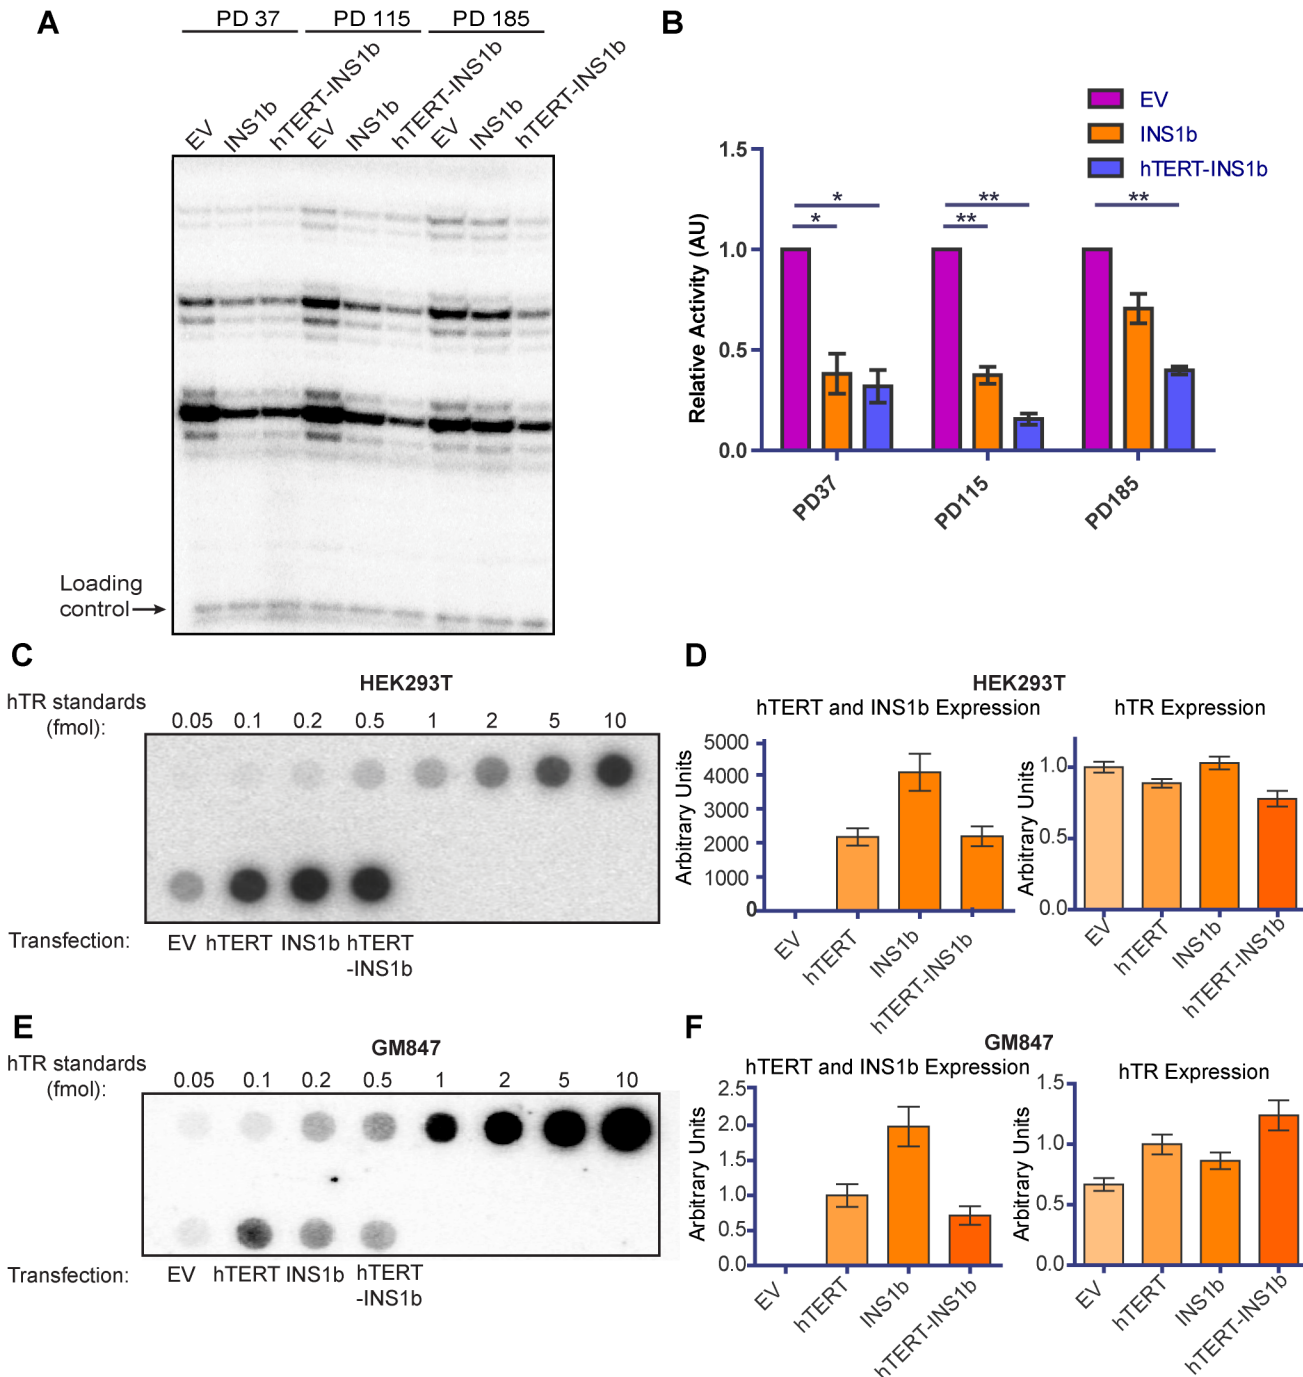 A
PD 37 PD 115 PD 185
EV INS1b hTERT-INS1b EV INS1b hTERT-INS1b EV INS1b hTERT-INS1b
Loading
control
B
EV
INS1b
hTERT-INS1b
Relative Activity (AU)
1.5
1.0
0.5
0.0
* * ** ** **
PD37 PD115 PD185
C
HEK293T
hTR standards
(fmol):
0.05 0.1 0.2 0.5 1 2 5 10
Transfection: EV hTERT INS1b hTERT
-INS1b
D
HEK293T
hTERT and INS1b Expression
Arbitrary Units
5000
4000
3000
2000
1000
0
EV hTERT INS1b hTERT-INS1b
hTR Expression
Arbitrary Units
1.0
0.5
0.0
EV hTERT INS1b hTERT-INS1b
E
GM847
hTR standards
(fmol):
0.05 0.1 0.2 0.5 1 2 5 10
Transfection: EV hTERT INS1b hTERT
-INS1b
F
GM847
hTERT and INS1b Expression
Arbitrary Units
2.5
2.0
1.5
1.0
0.5
0.0
EV hTERT INS1b hTERT-INS1b
hTR Expression
Arbitrary Units
1.5
1.0
0.5
0.0
EV hTERT INS1b hTERT-INS1b